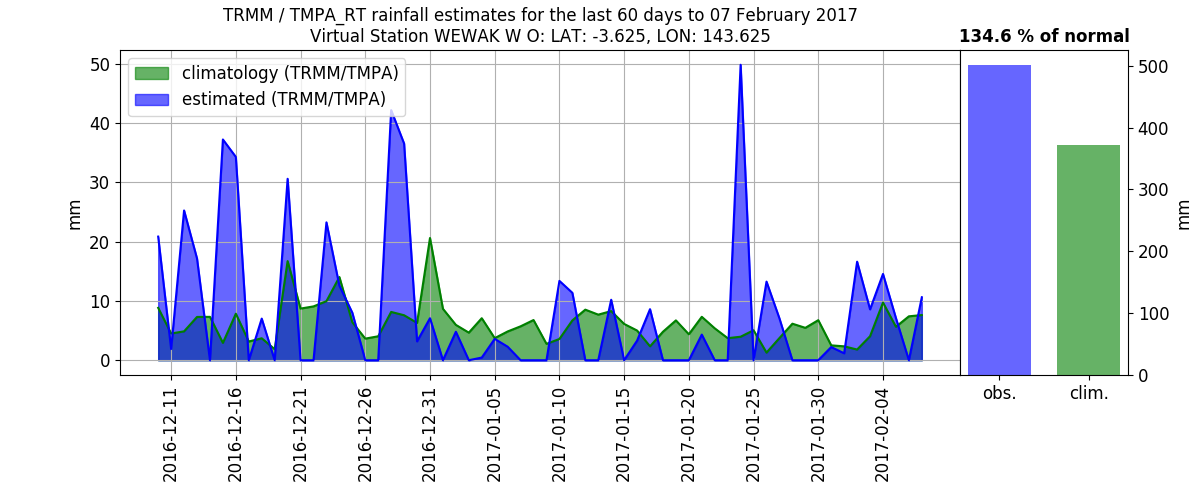 TRMM / TMPA_RT rainfall estimates for the last 60 days to 07 February 2017
Virtual Station WEWAK W O: LAT: -3.625, LON: 143.625
134.6 % of normal
climatology (TRMM/TMPA)
estimated (TRMM/TMPA)
mm
50
40
30
20
10
0
2016-12-11
2016-12-16
2016-12-21
2016-12-26
2016-12-31
2017-01-05
2017-01-10
2017-01-15
2017-01-20
2017-01-25
2017-01-30
2017-02-04
500
400
300
200
100
0
mm
obs.
clim.